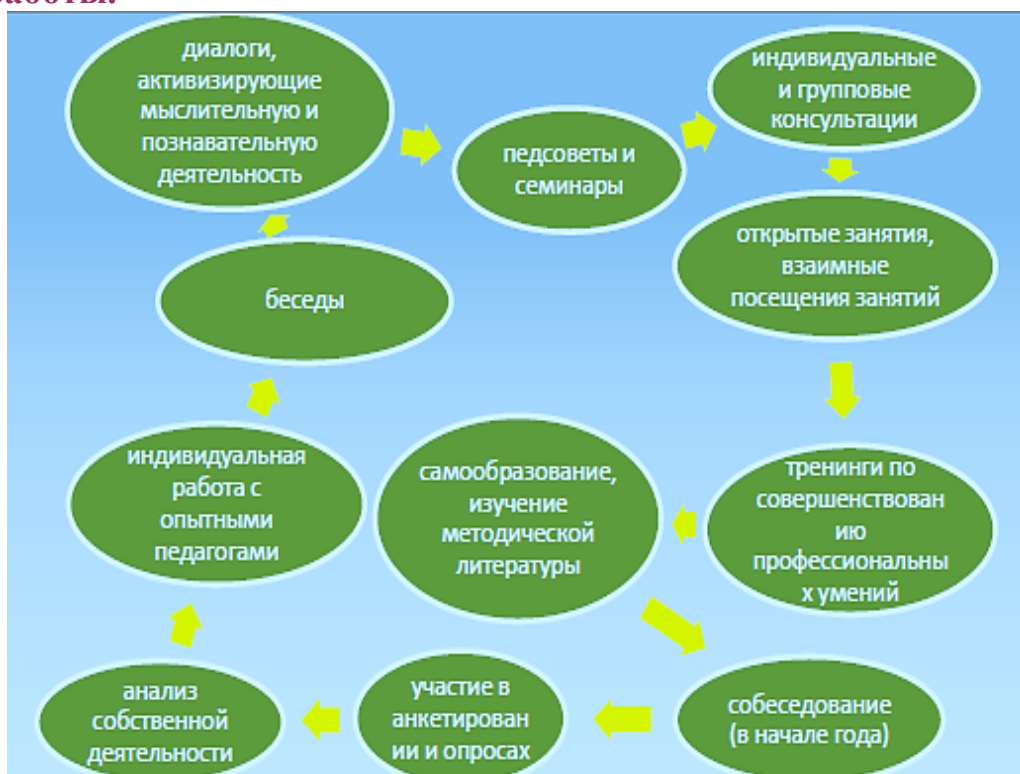 работы:
диалоги,
активизирующие
мыслительную и
познавательную
деятельность
педсоветы и
семинары
индивидуальные
и групповые
консультации
открытые занятия,
взаимные
посещения занятий
тренинги по
совершенствован
ию
профессиональны
х умений
самообразование,
изучение
методической
литературы
собеседование
(в начале года)
участие в
анкетирован
ии и опросах
анализ
собственной
деятельности
индивидуальная
работа с
опытными
педагогами
беседы